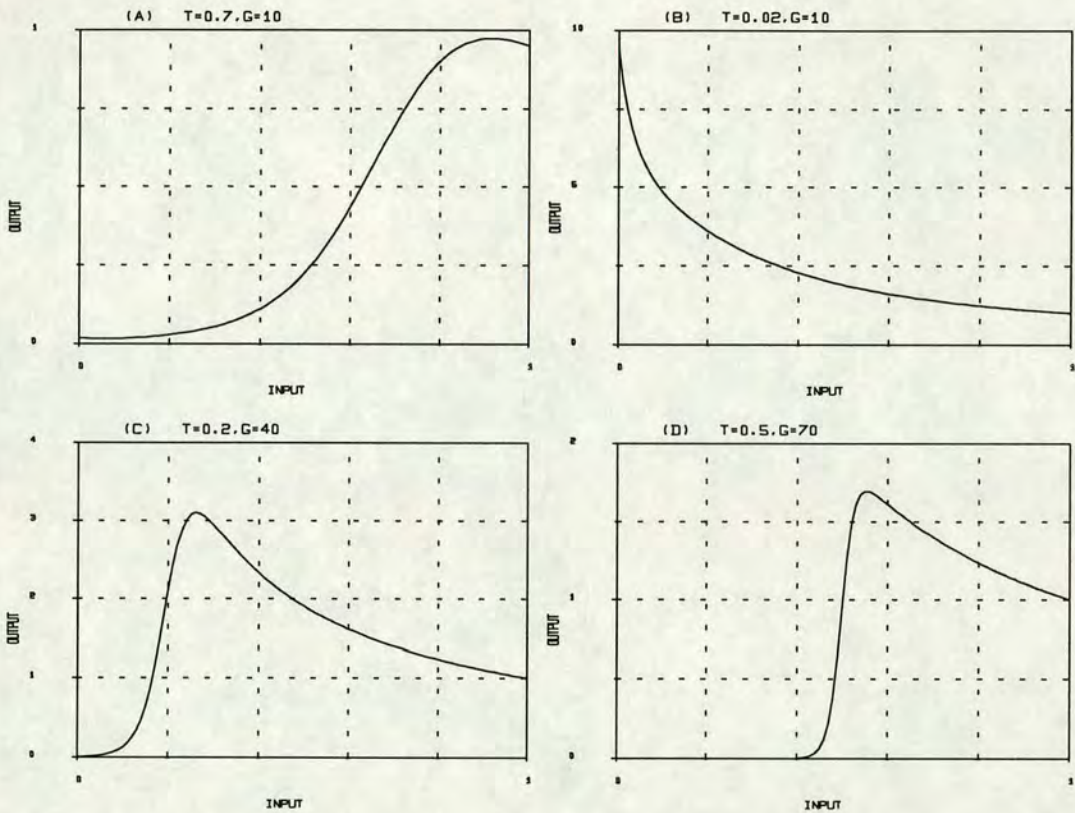 (A) T=0.7,G=10
1
OUTPUT
0
0
1
INPUT
(B) T=0.02,G=10
10
5
OUTPUT
0
0
1
INPUT
(C) T=0.2,G=40
4
3
2
OUTPUT
1
0
0
1
INPUT
(D) T=0.5,G=70
2
1
OUTPUT
0
0
1
INPUT